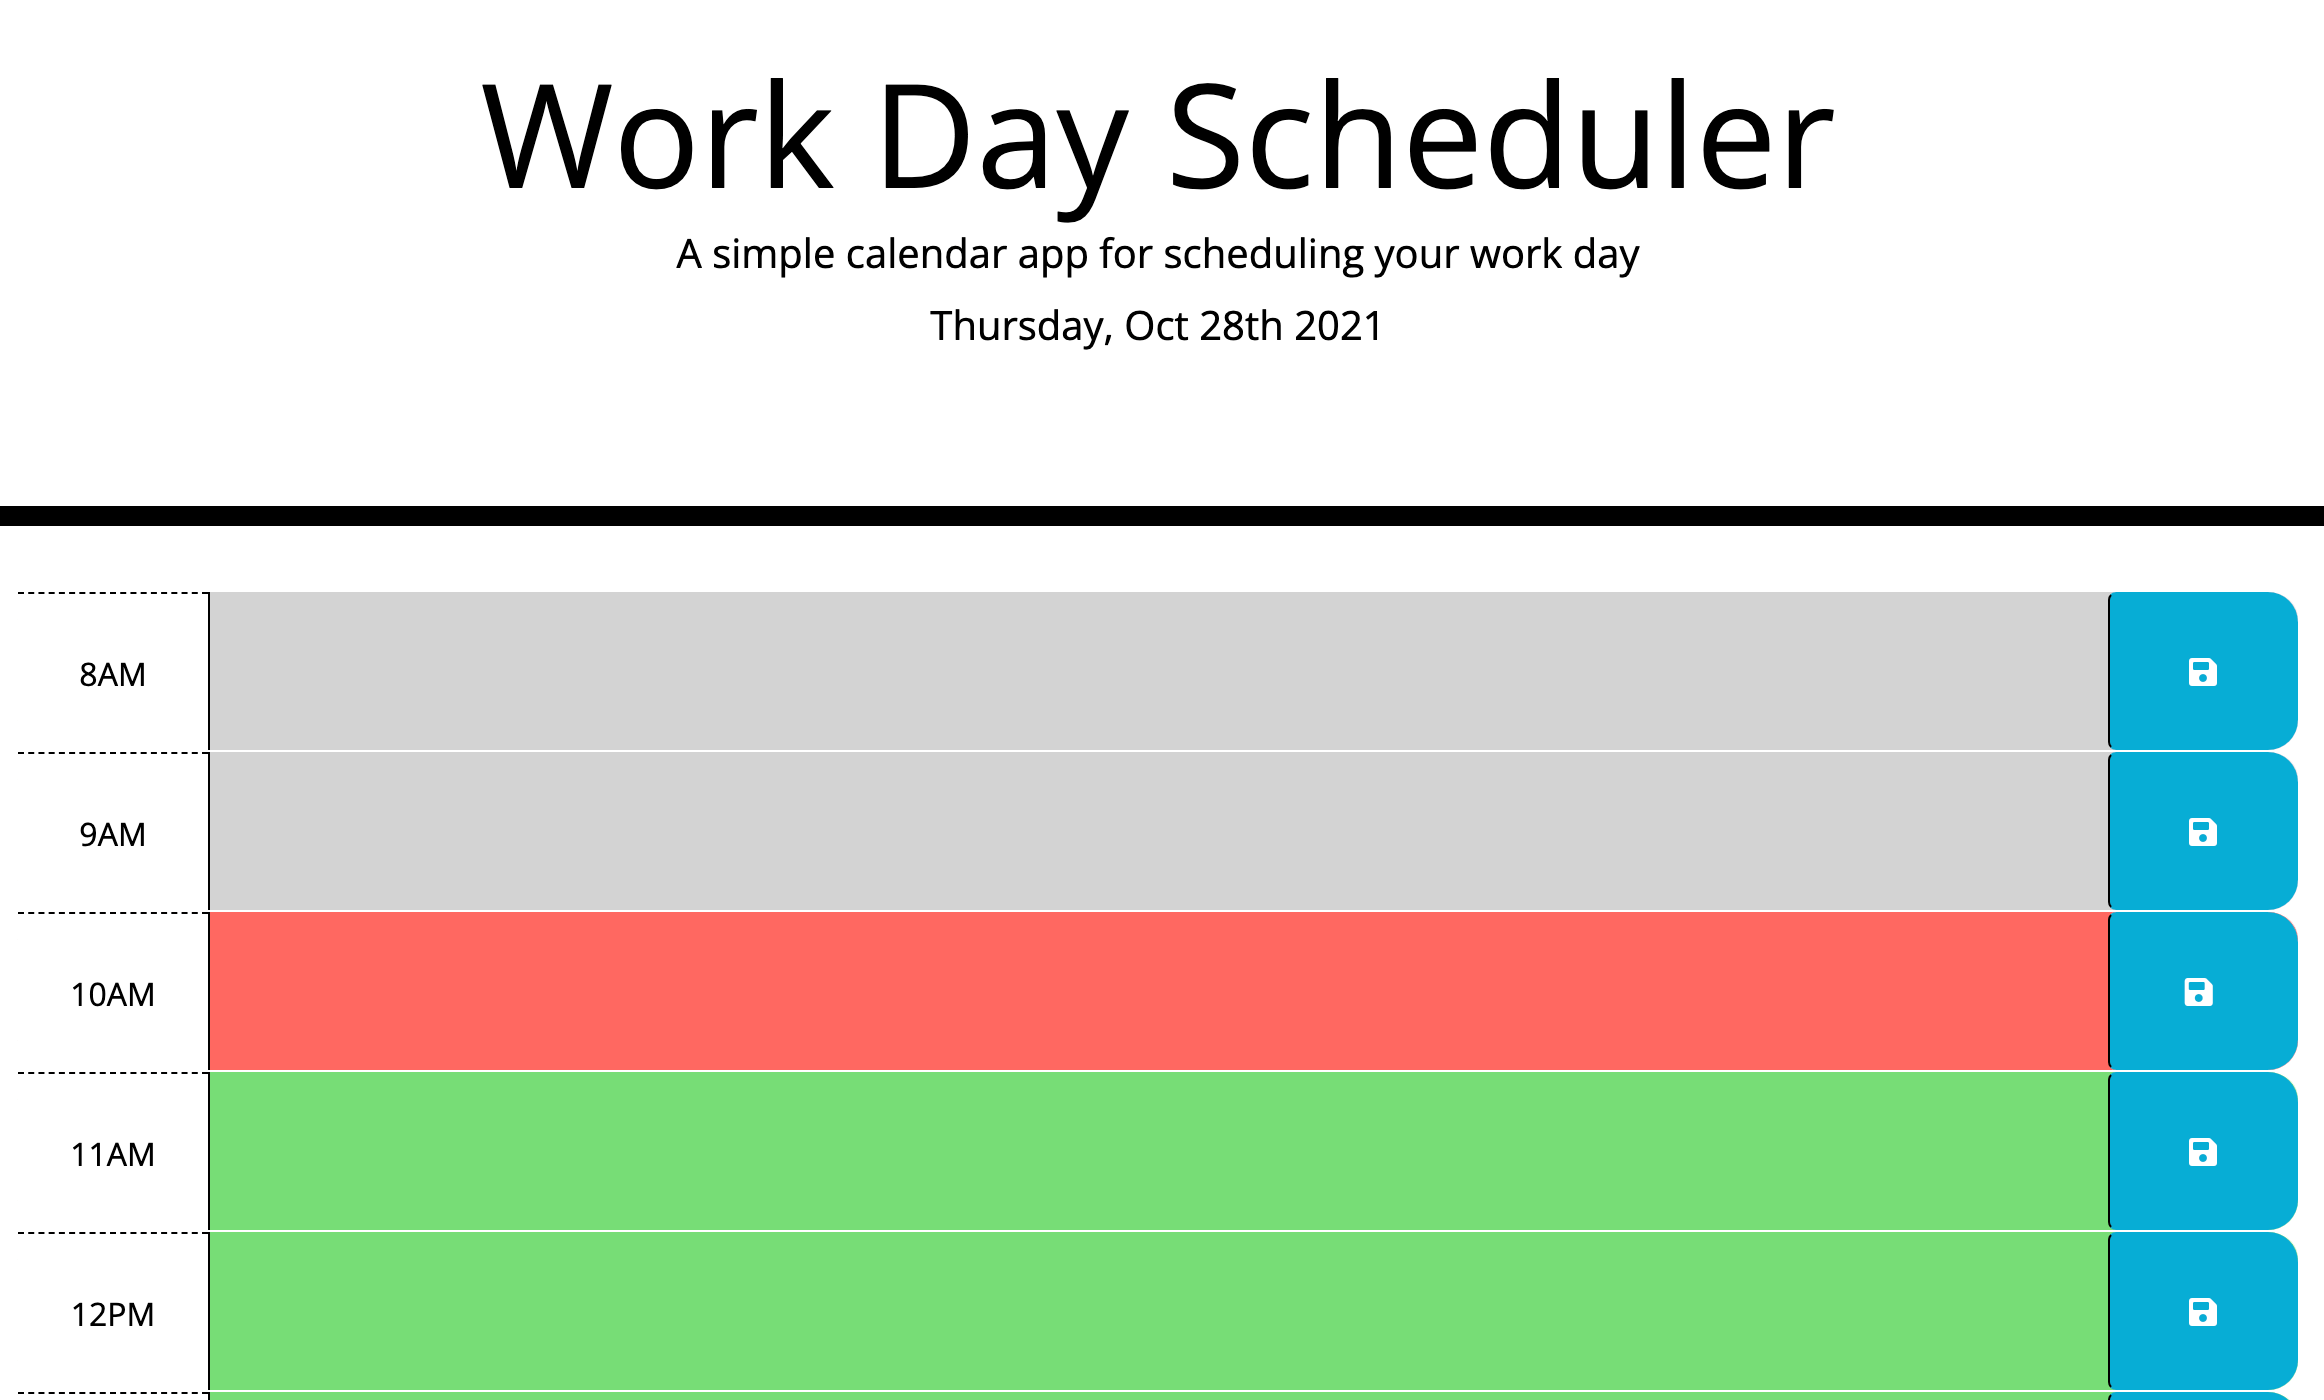 Work Day Scheduler
A simple calendar app for scheduling your work day
Thursday, Oct 28th 2021
8AM
9AM
10AM
11AM
12PM